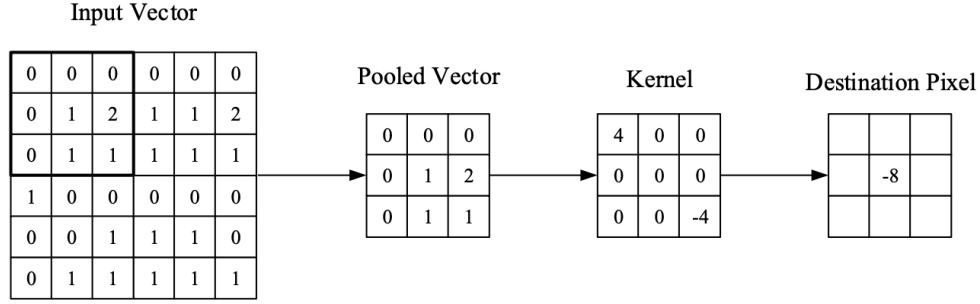 Input Vector
0 0 0 0 0 0
0 1 2 1 1 2
0 1 1 1 1 1
1 0 0 0 0 0
0 0 1 1 1 0
0 1 1 1 1 1
Pooled Vector
0 0 0
0 1 2
0 1 1
Kernel
4 0 0
0 0 0
0 0 -4
Destination Pixel
-8